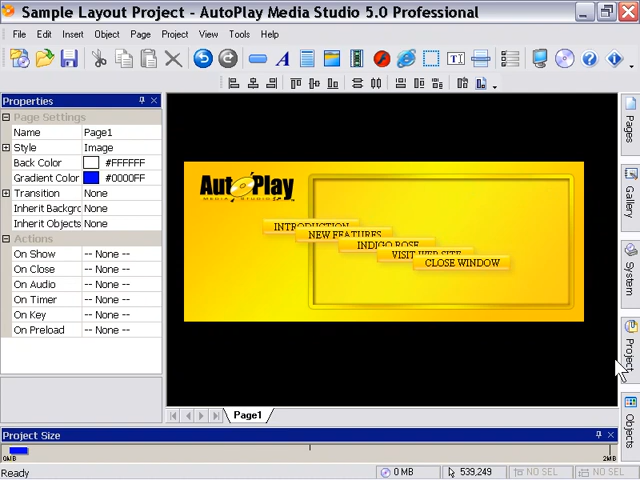 Sample Layout Project - AutoPlay Media Studio 5.0 Professional
File Edit Insert Object Page Project View Tools Help
Properties
Page Settings
Name Page1
Style Image
Back Color #FFFFFF
Gradient Color #0000FF
Transition None
Inherit Backgrc None
Inherit Objects None
Actions
On Show -- None --
On Close -- None --
On Audio -- None --
On Timer -- None --
On Key -- None --
On Preload -- None --
AutoPlay
MEDIA STUDIO
INTRODUCTION
NEW FEATURES
INDIGO ROSE
VISIT WEB SITE
CLOSE WINDOW
Pages
Gallery
System
Project
Objects
Page1
Project Size
0MB 2MB
Ready 0 MB 539,249 NO SEL NO SEL